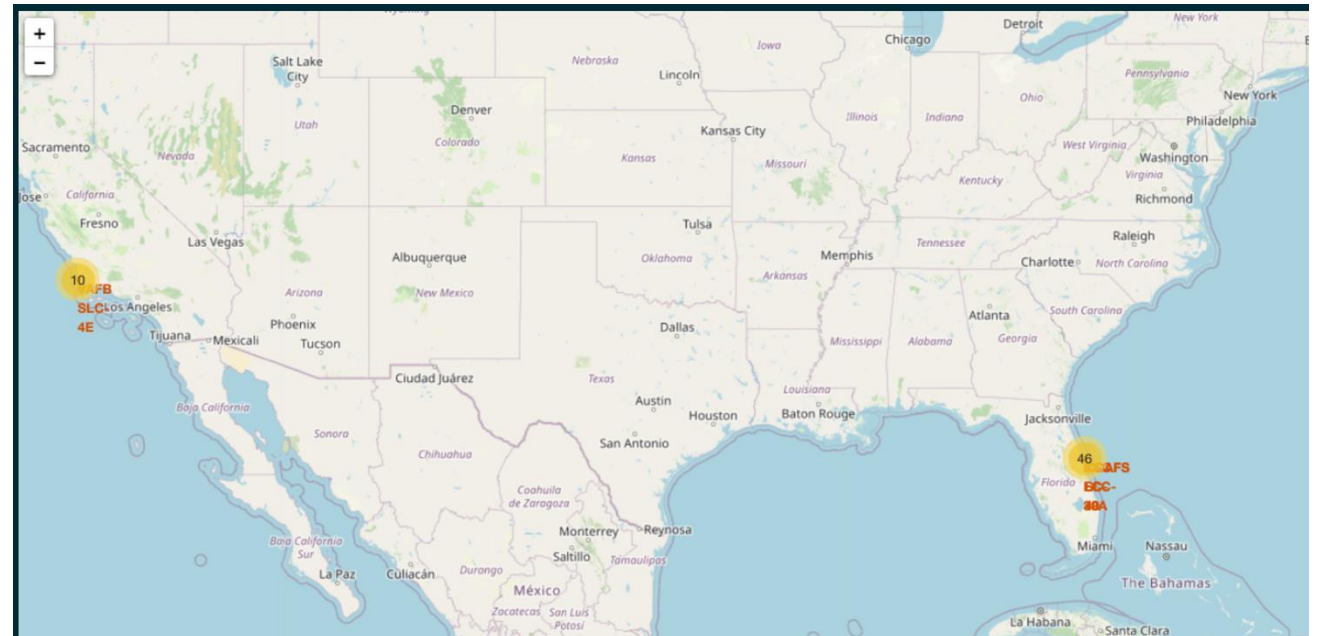 Wyoming
New York
Detroit
+
Chicago
Iowa
−
Salt Lake
City
Nebraska
Lincoln
Pennsylvania
New York
Ohio
Denver
Utah
Illinois
Indiana
Philadelphia
Kansas City
Colorado
Sacramento
Nevada
Kansas
Missouri
West Virginia
Washington
Virginia
Kentucky
Jose
California
Richmond
Fresno
Tulsa
Las Vegas
Raleigh
Tennessee
Albuquerque
Oklahoma
Memphis
Charlotte
North Carolina
10
Arkansas
VAFB
Arizona
New Mexico
SLC-
Los Angeles
South Carolina
4E
Phoenix
Atlanta
Tijuana
Mexicali
Tucson
Dallas
Mississippi
Alabama
Georgia
Ciudad Juárez
Texas
Louisiana
Baja California
Austin
Houston
Baton Rouge
Jacksonville
Sonora
San Antonio
Chihuahua
46
AFS
Florida
Coahuila
de Zaragoza
Monterrey
Reynosa
Baja California
Sur
Saltillo
Tamaulipas
Miami
Nassau
La Paz
Culiacán
Durango
México
The Bahamas
Zacatecas
San Luis
Potosí
La Habana
Santa Clara